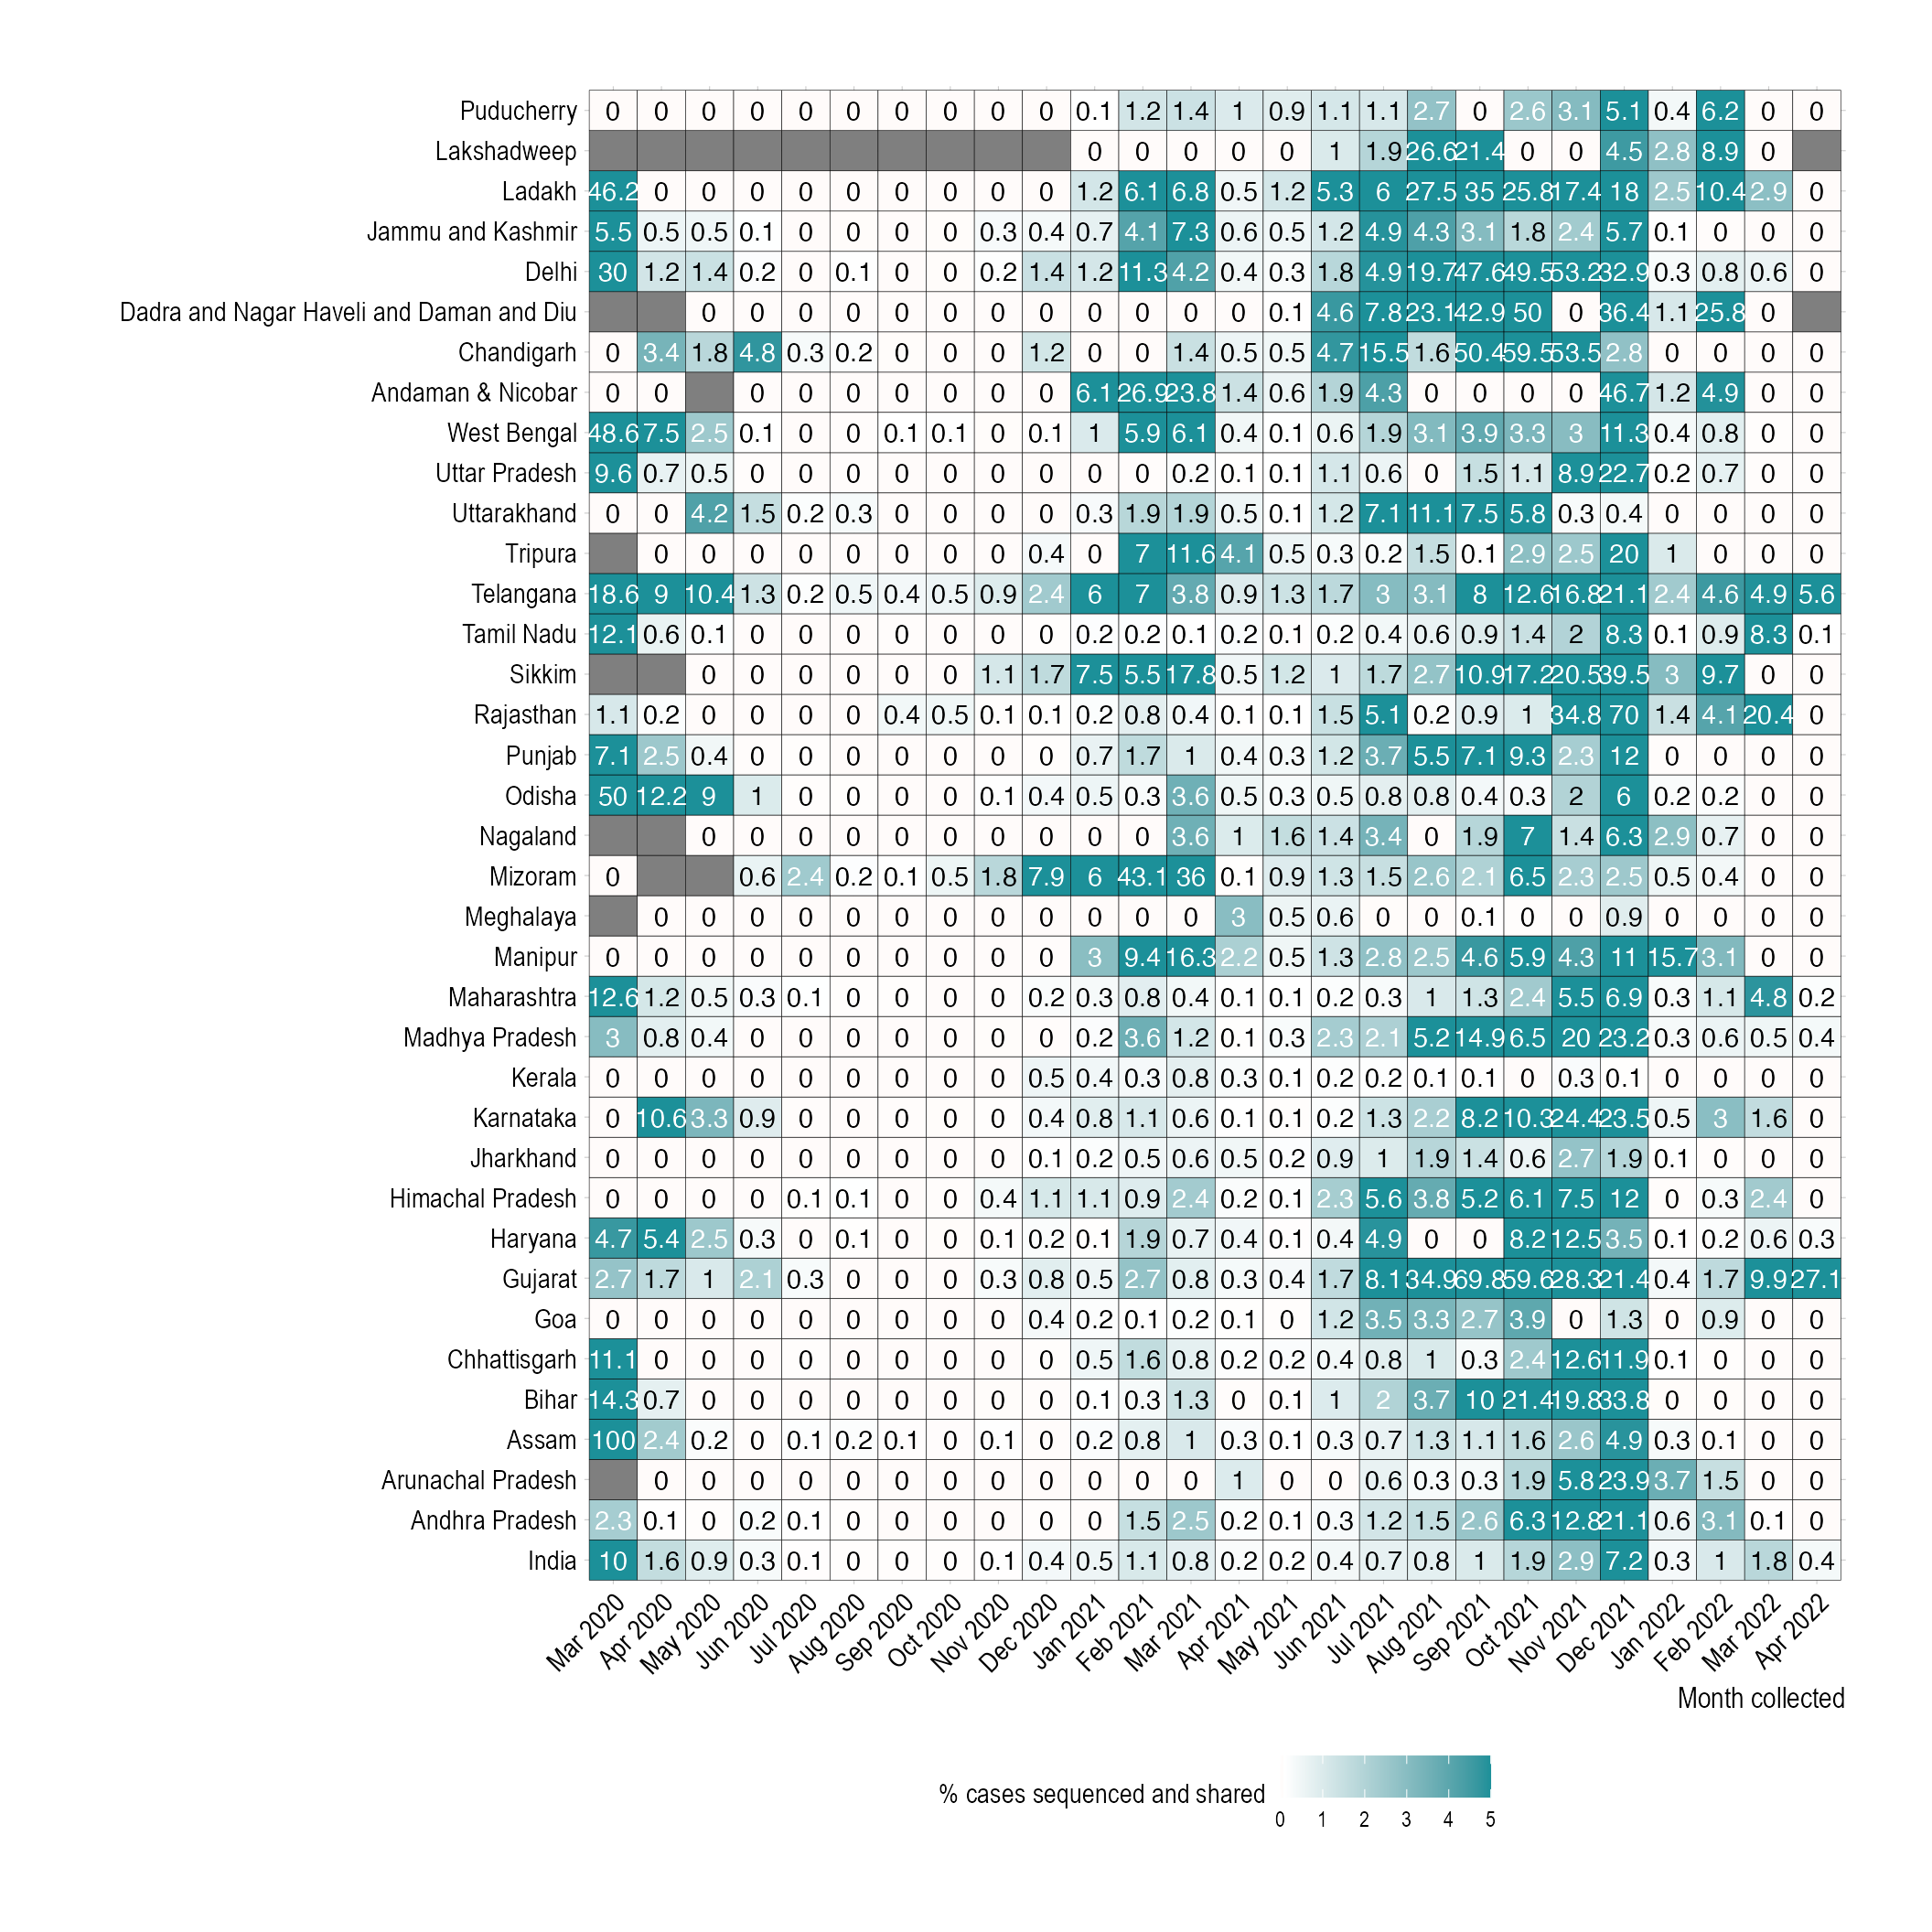 Puducherry 0 0 0 0 0 0 0 0 0 0 0.1 1.2 1.4 1 0.9 1.1 1.1 2.7 0 2.6 3.1 5.1 0.4 6.2 0 0
Lakshadweep 0 0 0 0 0 1 1.9 26.6 21.4 0 0 4.5 2.8 8.9 0
Ladakh 46.2 0 0 0 0 0 0 0 0 0 1.2 6.1 6.8 0.5 1.2 5.3 6 27.5 35 25.8 17.4 18 2.5 10.4 2.9 0
Jammu and Kashmir 5.5 0.5 0.5 0.1 0 0 0 0 0.3 0.4 0.7 4.1 7.3 0.6 0.5 1.2 4.9 4.3 3.1 1.8 2.4 5.7 0.1 0 0 0
Delhi 30 1.2 1.4 0.2 0 0.1 0 0 0.2 1.4 1.2 11.3 4.2 0.4 0.3 1.8 4.9 19.7 47.6 49.5 53.2 32.9 0.3 0.8 0.6 0
Dadra and Nagar Haveli and Daman and Diu 0 0 0 0 0 0 0 0 0 0 0 0 0.1 4.6 7.8 23.1 42.9 50 0 36.4 1.1 25.8 0
Chandigarh 0 3.4 1.8 4.8 0.3 0.2 0 0 0 1.2 0 0 1.4 0.5 0.5 4.7 15.5 1.6 50.4 59.5 53.5 2.8 0 0 0 0
Andaman & Nicobar 0 0 0 0 0 0 0 0 0 6.1 26.9 23.8 1.4 0.6 1.9 4.3 0 0 0 0 46.7 1.2 4.9 0 0
West Bengal 48.6 7.5 2.5 0.1 0 0 0.1 0.1 0 0.1 1 5.9 6.1 0.4 0.1 0.6 1.9 3.1 3.9 3.3 3 11.3 0.4 0.8 0 0
Uttar Pradesh 9.6 0.7 0.5 0 0 0 0 0 0 0 0 0 0.2 0.1 0.1 1.1 0.6 0 1.5 1.1 8.9 22.7 0.2 0.7 0 0
Uttarakhand 0 0 4.2 1.5 0.2 0.3 0 0 0 0 0.3 1.9 1.9 0.5 0.1 1.2 7.1 11.1 7.5 5.8 0.3 0.4 0 0 0 0
Tripura 0 0 0 0 0 0 0 0 0.4 0 7 11.6 4.1 0.5 0.3 0.2 1.5 0.1 2.9 2.5 20 1 0 0 0
Telangana 18.6 9 10.4 1.3 0.2 0.5 0.4 0.5 0.9 2.4 6 7 3.8 0.9 1.3 1.7 3 3.1 8 12.6 16.8 21.1 2.4 4.6 4.9 5.6
Tamil Nadu 12.1 0.6 0.1 0 0 0 0 0 0 0 0.2 0.2 0.1 0.2 0.1 0.2 0.4 0.6 0.9 1.4 2 8.3 0.1 0.9 8.3 0.1
Sikkim 0 0 0 0 0 0 1.1 1.7 7.5 5.5 17.8 0.5 1.2 1 1.7 2.7 10.9 17.2 20.5 39.5 3 9.7 0 0
Rajasthan 1.1 0.2 0 0 0 0 0.4 0.5 0.1 0.1 0.2 0.8 0.4 0.1 0.1 1.5 5.1 0.2 0.9 1 34.8 70 1.4 4.1 20.4 0
Punjab 7.1 2.5 0.4 0 0 0 0 0 0 0 0.7 1.7 1 0.4 0.3 1.2 3.7 5.5 7.1 9.3 2.3 12 0 0 0 0
Odisha 50 12.2 9 1 0 0 0 0 0.1 0.4 0.5 0.3 3.6 0.5 0.3 0.5 0.8 0.8 0.4 0.3 2 6 0.2 0.2 0 0
Nagaland 0 0 0 0 0 0 0 0 0 0 3.6 1 1.6 1.4 3.4 0 1.9 7 1.4 6.3 2.9 0.7 0 0
Mizoram 0 0.6 2.4 0.2 0.1 0.5 1.8 7.9 6 43.1 36 0.1 0.9 1.3 1.5 2.6 2.1 6.5 2.3 2.5 0.5 0.4 0 0
Meghalaya 0 0 0 0 0 0 0 0 0 0 0 0 3 0.5 0.6 0 0 0.1 0 0 0.9 0 0 0 0
Manipur 0 0 0 0 0 0 0 0 0 0 3 9.4 16.3 2.2 0.5 1.3 2.8 2.5 4.6 5.9 4.3 11 15.7 3.1 0 0
Maharashtra 12.6 1.2 0.5 0.3 0.1 0 0 0 0 0.2 0.3 0.8 0.4 0.1 0.1 0.2 0.3 1 1.3 2.4 5.5 6.9 0.3 1.1 4.8 0.2
Madhya Pradesh 3 0.8 0.4 0 0 0 0 0 0 0 0.2 3.6 1.2 0.1 0.3 2.3 2.1 5.2 14.9 6.5 20 23.2 0.3 0.6 0.5 0.4
Kerala 0 0 0 0 0 0 0 0 0 0.5 0.4 0.3 0.8 0.3 0.1 0.2 0.2 0.1 0.1 0 0.3 0.1 0 0 0 0
Karnataka 0 10.6 3.3 0.9 0 0 0 0 0 0.4 0.8 1.1 0.6 0.1 0.1 0.2 1.3 2.2 8.2 10.3 24.4 23.5 0.5 3 1.6 0
Jharkhand 0 0 0 0 0 0 0 0 0 0.1 0.2 0.5 0.6 0.5 0.2 0.9 1 1.9 1.4 0.6 2.7 1.9 0.1 0 0 0
Himachal Pradesh 0 0 0 0 0.1 0.1 0 0 0.4 1.1 1.1 0.9 2.4 0.2 0.1 2.3 5.6 3.8 5.2 6.1 7.5 12 0 0.3 2.4 0
Haryana 4.7 5.4 2.5 0.3 0 0.1 0 0 0.1 0.2 0.1 1.9 0.7 0.4 0.1 0.4 4.9 0 0 8.2 12.5 3.5 0.1 0.2 0.6 0.3
Gujarat 2.7 1.7 1 2.1 0.3 0 0 0 0.3 0.8 0.5 2.7 0.8 0.3 0.4 1.7 8.1 34.9 69.8 59.6 28.3 21.4 0.4 1.7 9.9 27.1
Goa 0 0 0 0 0 0 0 0 0 0.4 0.2 0.1 0.2 0.1 0 1.2 3.5 3.3 2.7 3.9 0 1.3 0 0.9 0 0
Chhattisgarh 11.1 0 0 0 0 0 0 0 0 0 0.5 1.6 0.8 0.2 0.2 0.4 0.8 1 0.3 2.4 12.6 11.9 0.1 0 0 0
Bihar 14.3 0.7 0 0 0 0 0 0 0 0 0.1 0.3 1.3 0 0.1 1 2 3.7 10 21.4 19.8 33.8 0 0 0 0
Assam 100 2.4 0.2 0 0.1 0.2 0.1 0 0.1 0 0.2 0.8 1 0.3 0.1 0.3 0.7 1.3 1.1 1.6 2.6 4.9 0.3 0.1 0 0
Arunachal Pradesh 0 0 0 0 0 0 0 0 0 0 0 0 1 0 0 0.6 0.3 0.3 1.9 5.8 23.9 3.7 1.5 0 0
Andhra Pradesh 2.3 0.1 0 0.2 0.1 0 0 0 0 0 0 1.5 2.5 0.2 0.1 0.3 1.2 1.5 2.6 6.3 12.8 21.1 0.6 3.1 0.1 0
India 10 1.6 0.9 0.3 0.1 0 0 0 0.1 0.4 0.5 1.1 0.8 0.2 0.2 0.4 0.7 0.8 1 1.9 2.9 7.2 0.3 1 1.8 0.4
Mar 2020 Apr 2020 May 2020 Jun 2020 Jul 2020 Aug 2020 Sep 2020 Oct 2020 Nov 2020 Dec 2020 Jan 2021 Feb 2021 Mar 2021 Apr 2021 May 2021 Jun 2021 Jul 2021 Aug 2021 Sep 2021 Oct 2021 Nov 2021 Dec 2021 Jan 2022 Feb 2022 Mar 2022 Apr 2022
Month collected
% cases sequenced and shared
0 1 2 3 4 5